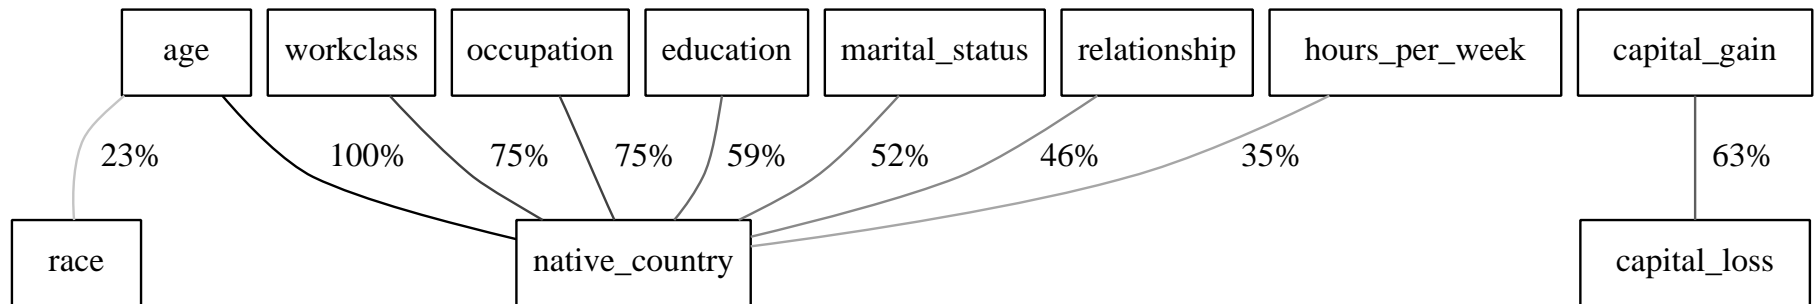 age workclass occupation education marital_status relationship hours_per_week capital_gain
23% 100% 75% 75% 59% 52% 46% 35% 63%
race native_country capital_loss